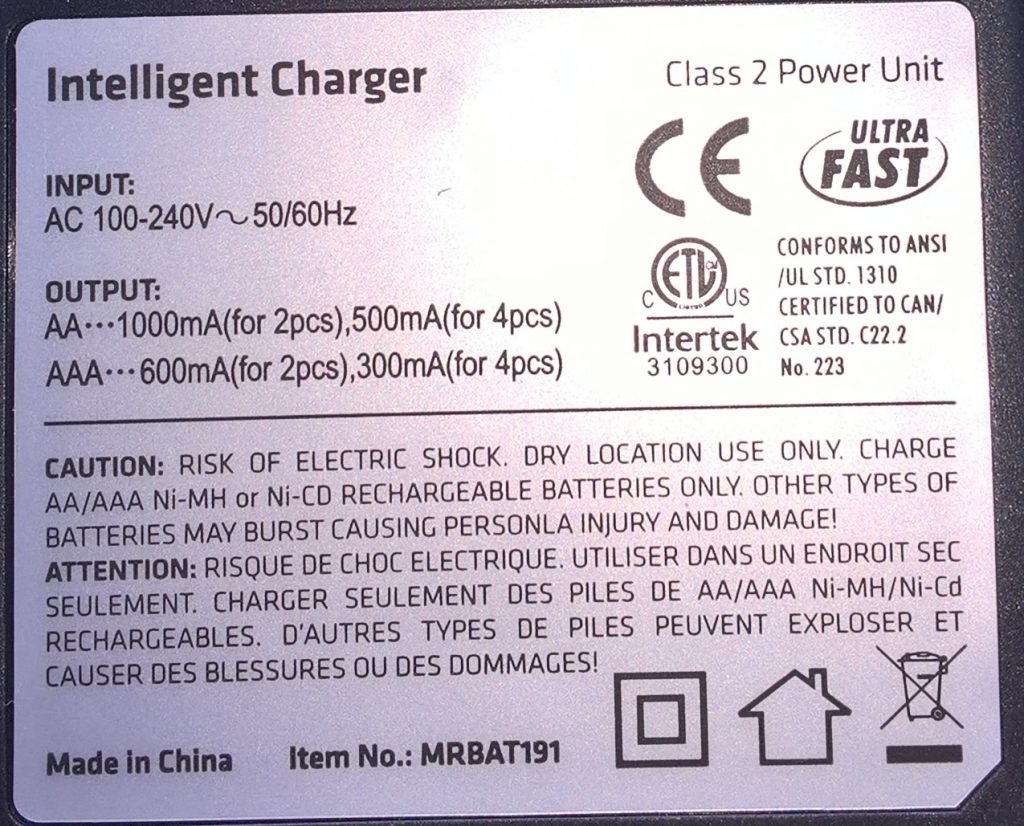 Intelligent Charger
Class 2 Power Unit
CE
ULTRA
FAST
INPUT:
AC 100-240V～50/60Hz
OUTPUT:
AA···1000mA(for 2pcs),500mA(for 4pcs)
AAA···600mA(for 2pcs),300mA(for 4pcs)
ETL CM
LISTED
C US
Intertek
3109300
CONFORMS TO ANSI
/UL STD. 1310
CERTIFIED TO CAN/
CSA STD. C22.2
No. 223
CAUTION: RISK OF ELECTRIC SHOCK. DRY LOCATION USE ONLY. CHARGE
AA/AAA Ni-MH or Ni-CD RECHARGEABLE BATTERIES ONLY. OTHER TYPES OF
BATTERIES MAY BURST CAUSING PERSONLA INJURY AND DAMAGE!
ATTENTION: RISQUE DE CHOC ELECTRIQUE. UTILISER DANS UN ENDROIT SEC
SEULEMENT. CHARGER SEULEMENT DES PILES DE AA/AAA Ni-MH/Ni-Cd
RECHARGEABLES. D'AUTRES TYPES DE PILES PEUVENT EXPLOSER ET
CAUSER DES BLESSURES OU DES DOMMAGES!
Made in China
Item No.: MRBAT191